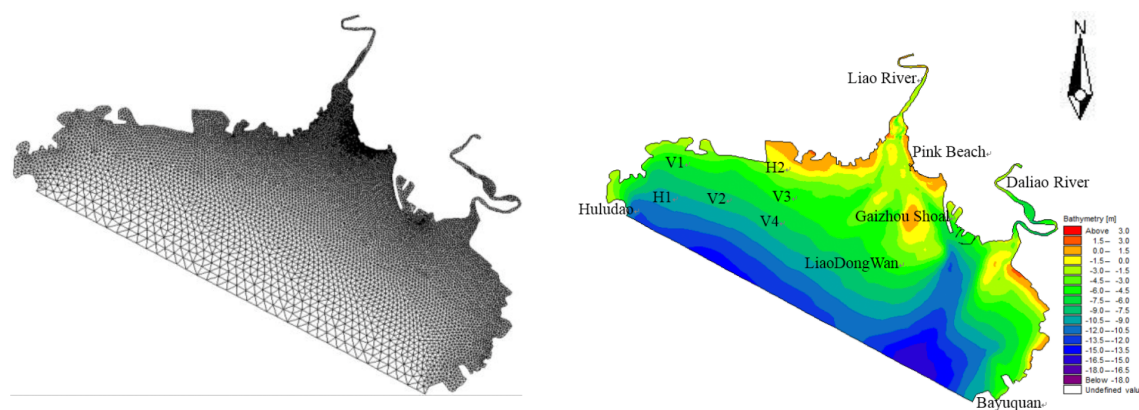 N
Liao River
Pink Beach
V1
H2
Daliao River
Huludao
H1
V2
V3
Gaizhou Shoal
V4
LiaoDongWan
Bayuquan
Bathymetry [m]
Above 3.0
1.5 -- 3.0
0.0 -- 1.5
-1.5 -- 0.0
-3.0 -- -1.5
-4.5 -- -3.0
-6.0 -- -4.5
-7.5 -- -6.0
-9.0 -- -7.5
-10.5 -- -9.0
-12.0 -- -10.5
-13.5 -- -12.0
-15.0 -- -13.5
-16.5 -- -15.0
-18.0 -- -16.5
Below -18.0
Undefined valu